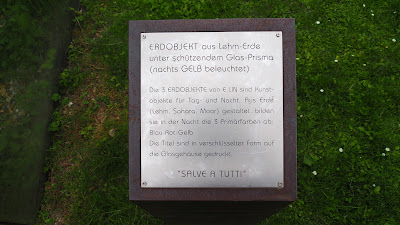 ERDOBJEKT aus Lehm-Erde
unter schützendem Glas-Prisma
(nachts GELB beleuchtet)
Die 3 ERDOBJEKTE von E.LIN sind Kunst-
objekte für Tag und Nacht. Aus Erde
(Lehm, Sahara, Moor) gestaltet bilden
sie in der Nacht die 3 Primärfarben ab:
Blau-Rot-Gelb.
Die Titel sind in verschlüsselter Form auf
die Glasgehäuse gedruckt.
"SALVE A TUTTI"